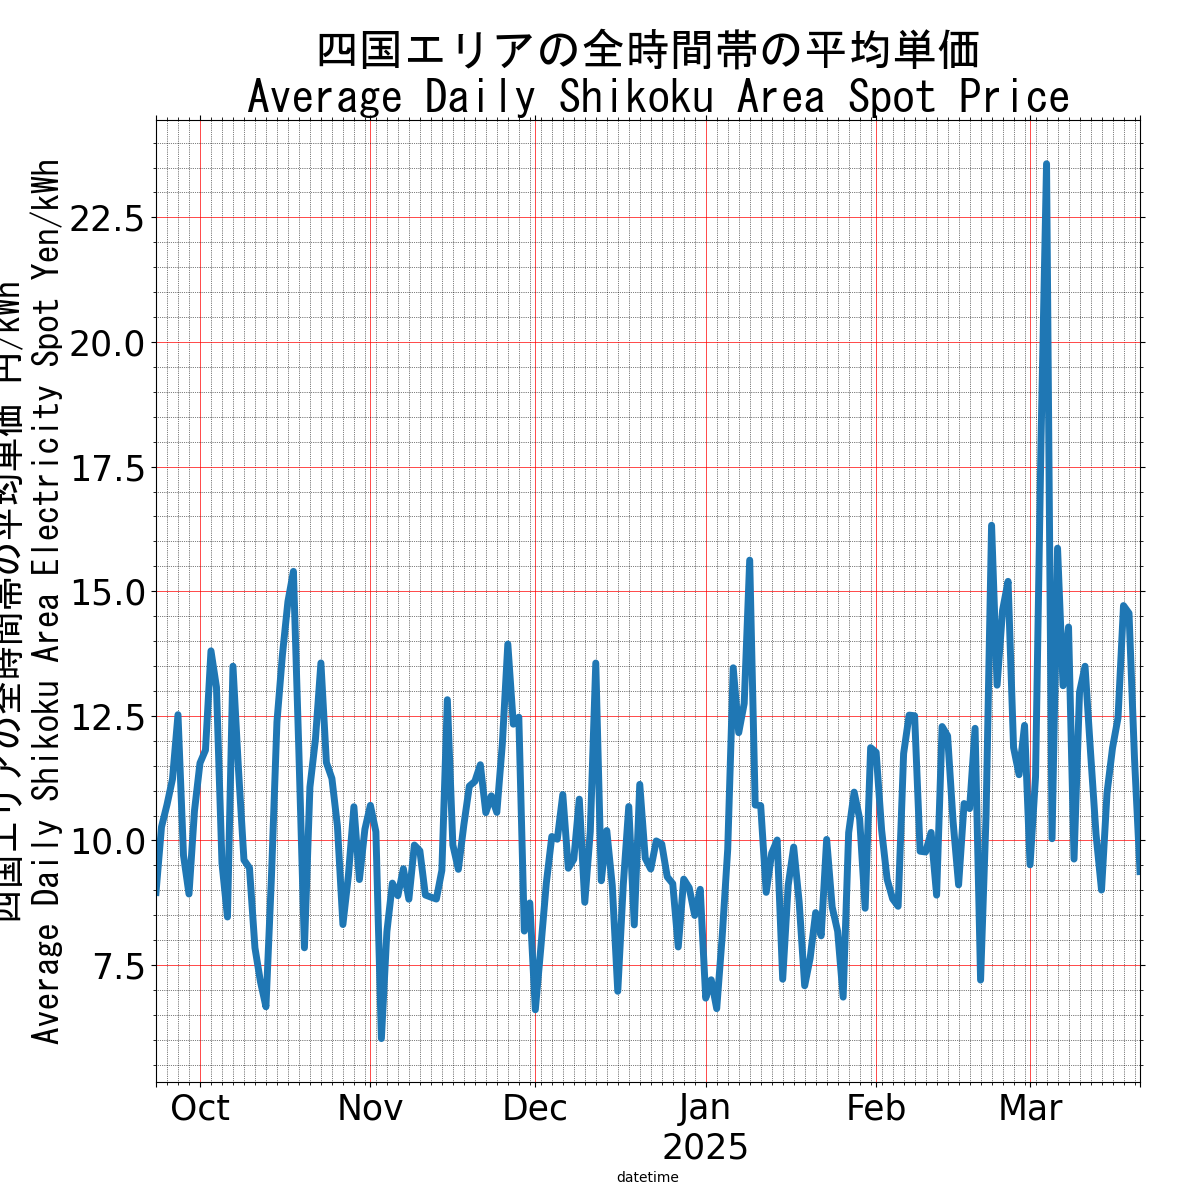 四国エリアの全時間帯の平均単価
Average Daily Shikoku Area Spot Price
四国エリアの全時間帯の平均単価 円/kWh
Average Daily Shikoku Area Electricity Spot Yen/kWh
22.5
20.0
17.5
15.0
12.5
10.0
7.5
Oct Nov Dec Jan Feb Mar
2025
datetime